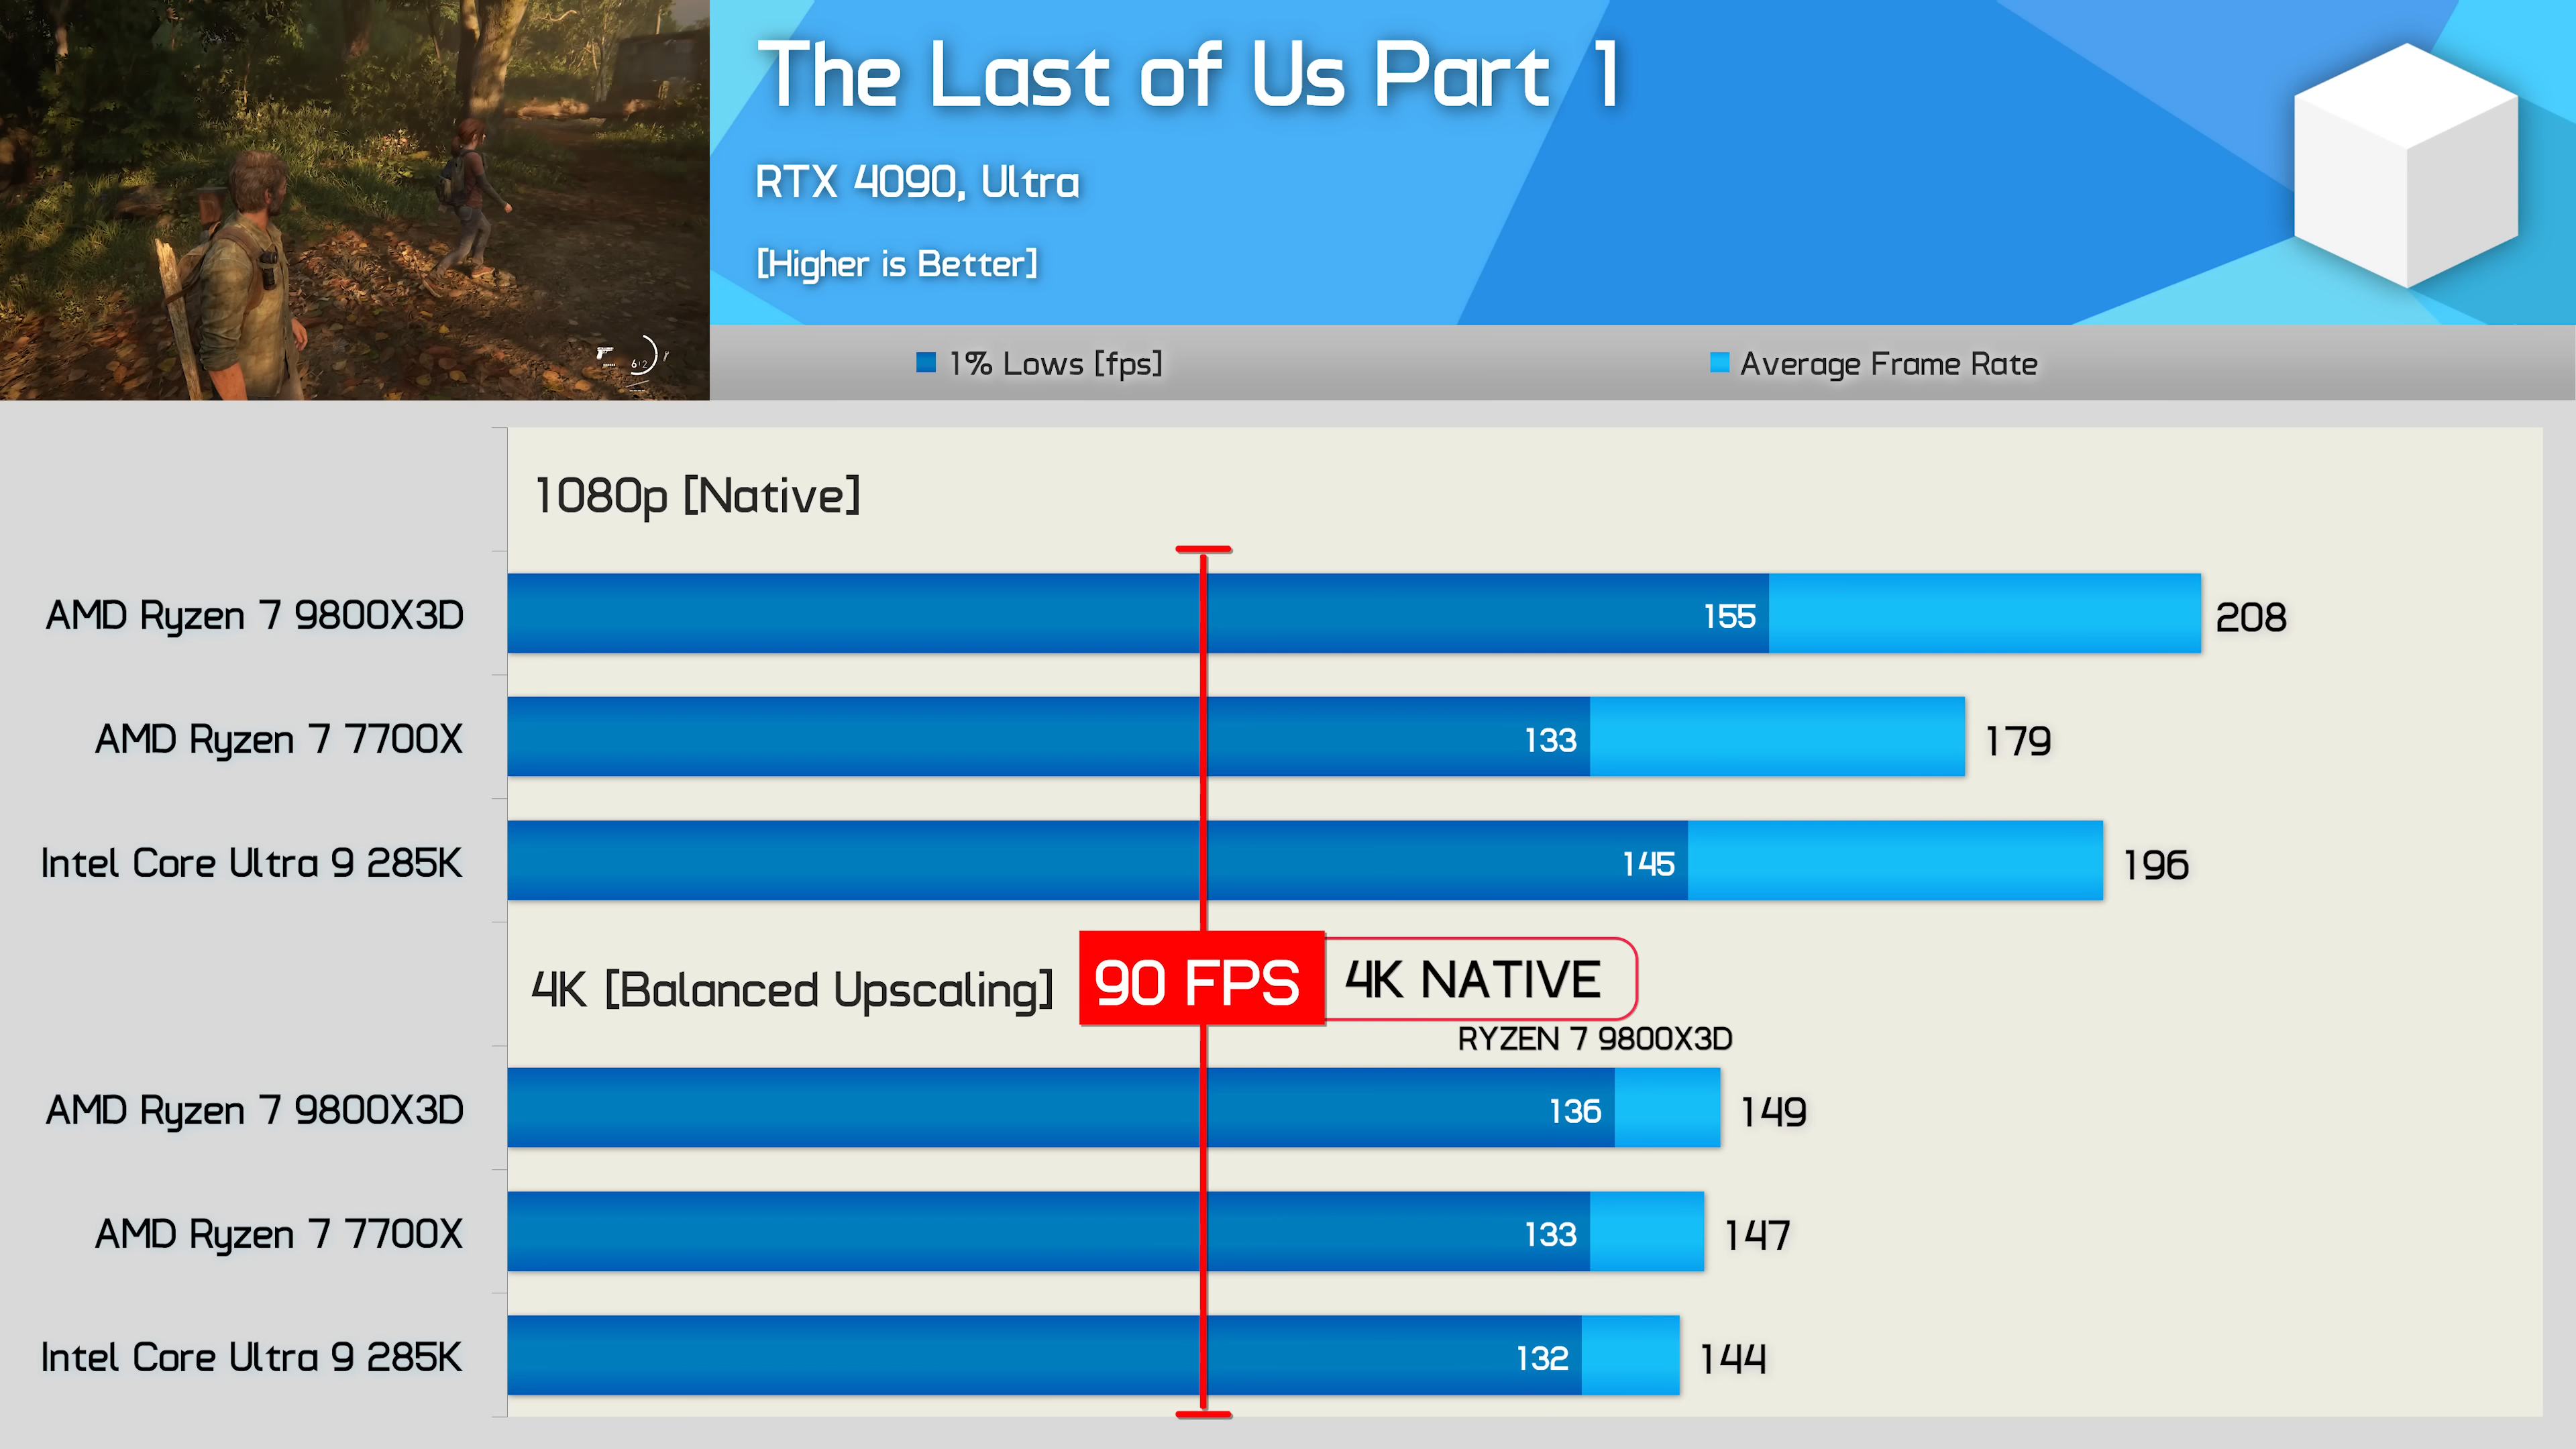 The Last of Us Part 1
RTX 4090, Ultra
[Higher is Better]
1% Lows [fps]
Average Frame Rate
1080p [Native]
AMD Ryzen 7 9800X3D 155 208
AMD Ryzen 7 7700X 133 179
Intel Core Ultra 9 285K 145 196
4K [Balanced Upscaling] 90 FPS 4K NATIVE
RYZEN 7 9800X3D
AMD Ryzen 7 9800X3D 136 149
AMD Ryzen 7 7700X 133 147
Intel Core Ultra 9 285K 132 144